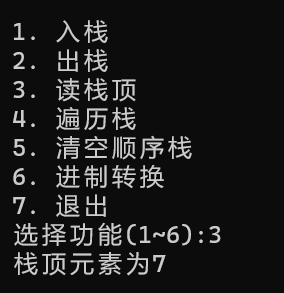 1. 入栈
2. 出栈
3. 读栈顶
4. 遍历栈
5. 清空顺序栈
6. 进制转换
7. 退出
选择功能(1~6):3
栈顶元素为7